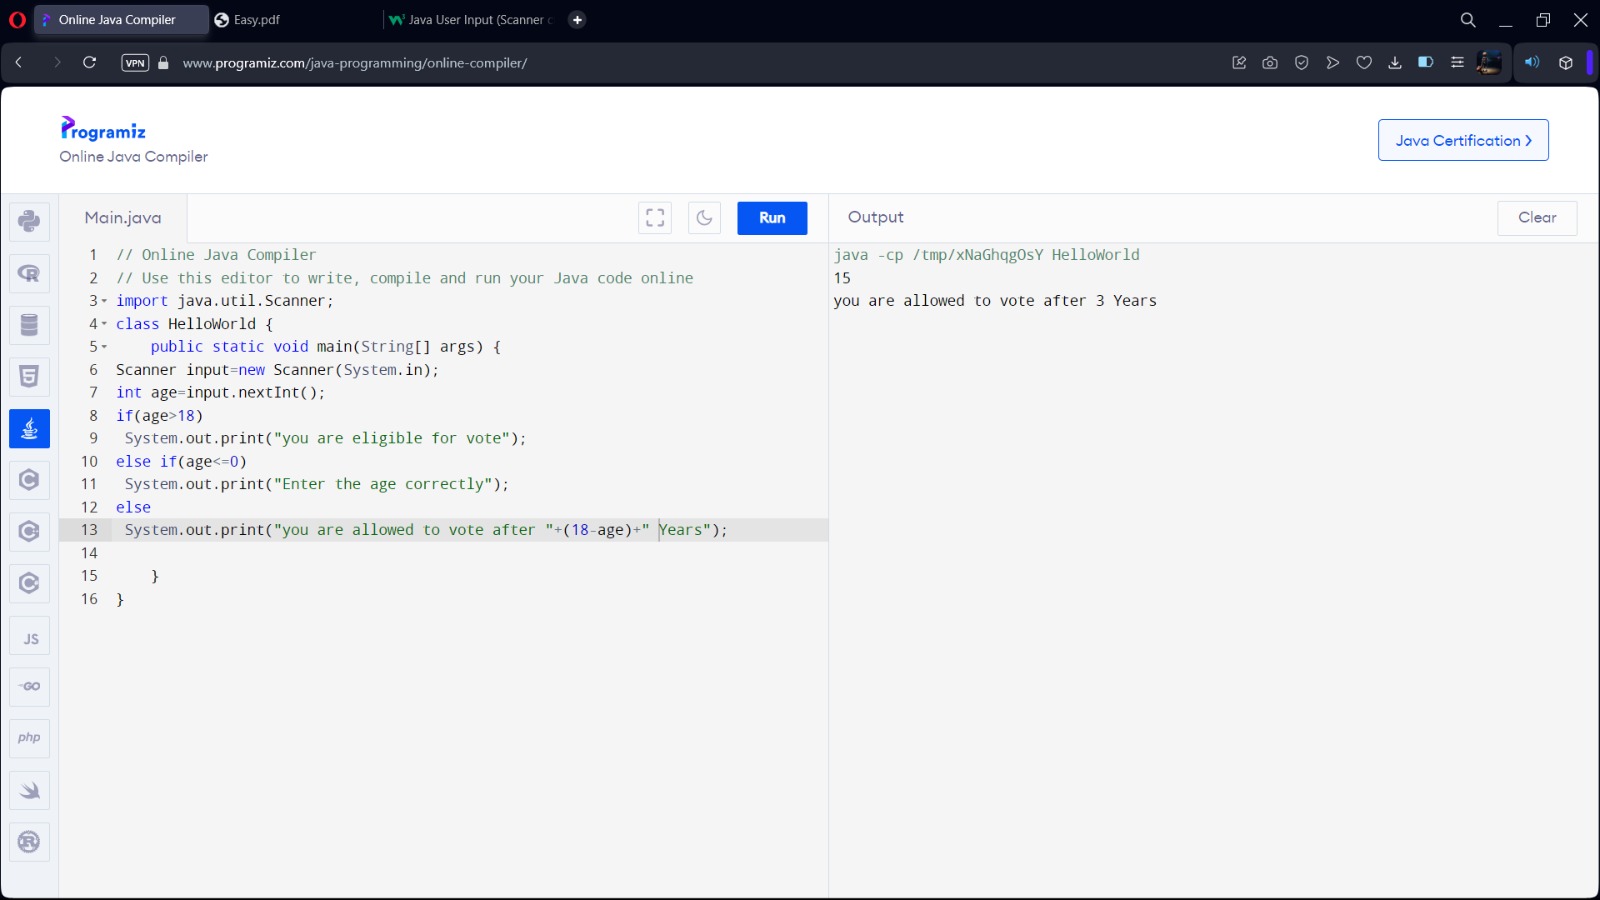 Online Java Compiler
Easy.pdf
Java User Input (Scanner c
VPN
www.programiz.com/java-programming/online-compiler/
Programiz
Online Java Compiler
Java Certification
Main.java
Run
Output
Clear
1 // Online Java Compiler
2 // Use this editor to write, compile and run your Java code online
3 import java.util.Scanner;
4 class HelloWorld {
5     public static void main(String[] args) {
6 Scanner input=new Scanner(System.in);
7 int age=input.nextInt();
8 if(age>18)
9  System.out.print("you are eligible for vote");
10 else if(age<=0)
11  System.out.print("Enter the age correctly");
12 else
13  System.out.print("you are allowed to vote after "+(18-age)+" Years");
14
15     }
16 }
java -cp /tmp/xNaGhqgOsY HelloWorld
15
you are allowed to vote after 3 Years
JS
GO
php